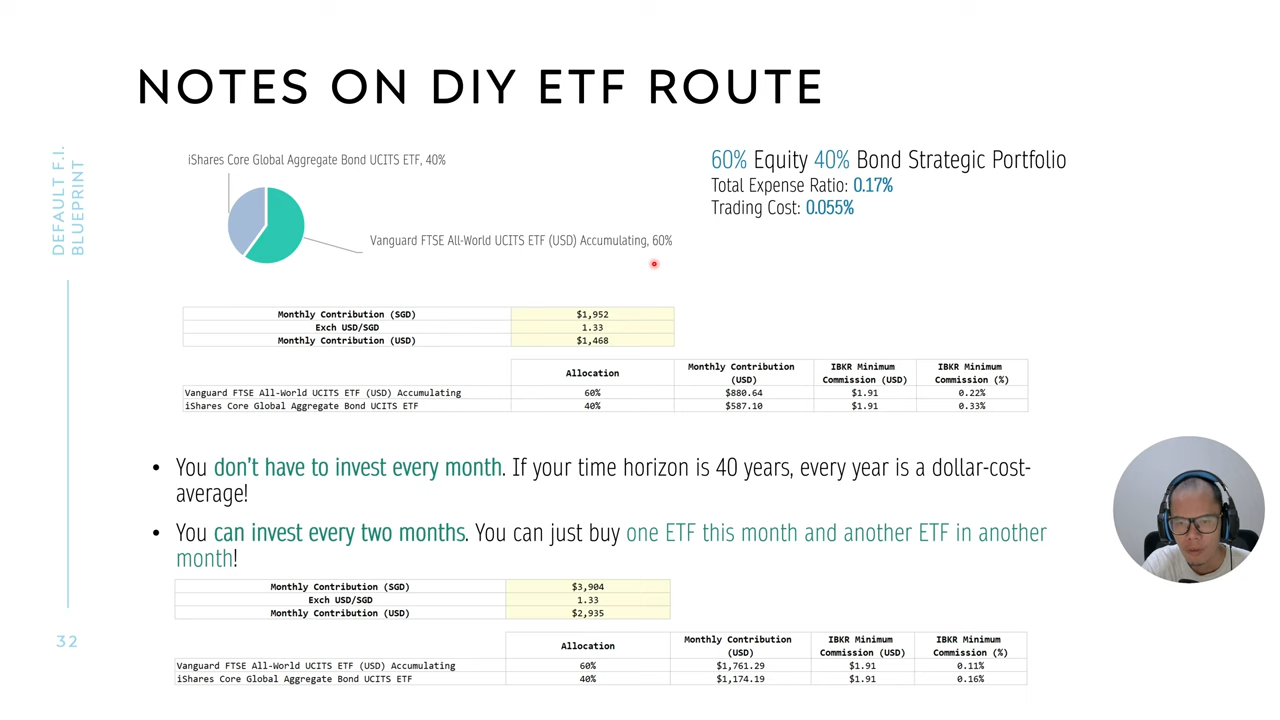 NOTES ON DIY ETF ROUTE
DEFAULT F.I.
BLUEPRINT
iShares Core Global Aggregate Bond UCITS ETF, 40%
Vanguard FTSE All-World UCITS ETF (USD) Accumulating, 60%
60% Equity 40% Bond Strategic Portfolio
Total Expense Ratio: 0.17%
Trading Cost: 0.055%
Monthly Contribution (SGD) $1,952
Exch USD/SGD 1.33
Monthly Contribution (USD) $1,468
Allocation Monthly Contribution (USD) IBKR Minimum Commission (USD) IBKR Minimum Commission (%)
Vanguard FTSE All-World UCITS ETF (USD) Accumulating 60% $880.64 $1.91 0.22%
iShares Core Global Aggregate Bond UCITS ETF 40% $587.10 $1.91 0.33%
• You don't have to invest every month. If your time horizon is 40 years, every year is a dollar-cost-
average!
• You can invest every two months. You can just buy one ETF this month and another ETF in another
month!
Monthly Contribution (SGD) $3,904
Exch USD/SGD 1.33
Monthly Contribution (USD) $2,935
Allocation Monthly Contribution (USD) IBKR Minimum Commission (USD) IBKR Minimum Commission (%)
Vanguard FTSE All-World UCITS ETF (USD) Accumulating 60% $1,761.29 $1.91 0.11%
iShares Core Global Aggregate Bond UCITS ETF 40% $1,174.19 $1.91 0.16%
32